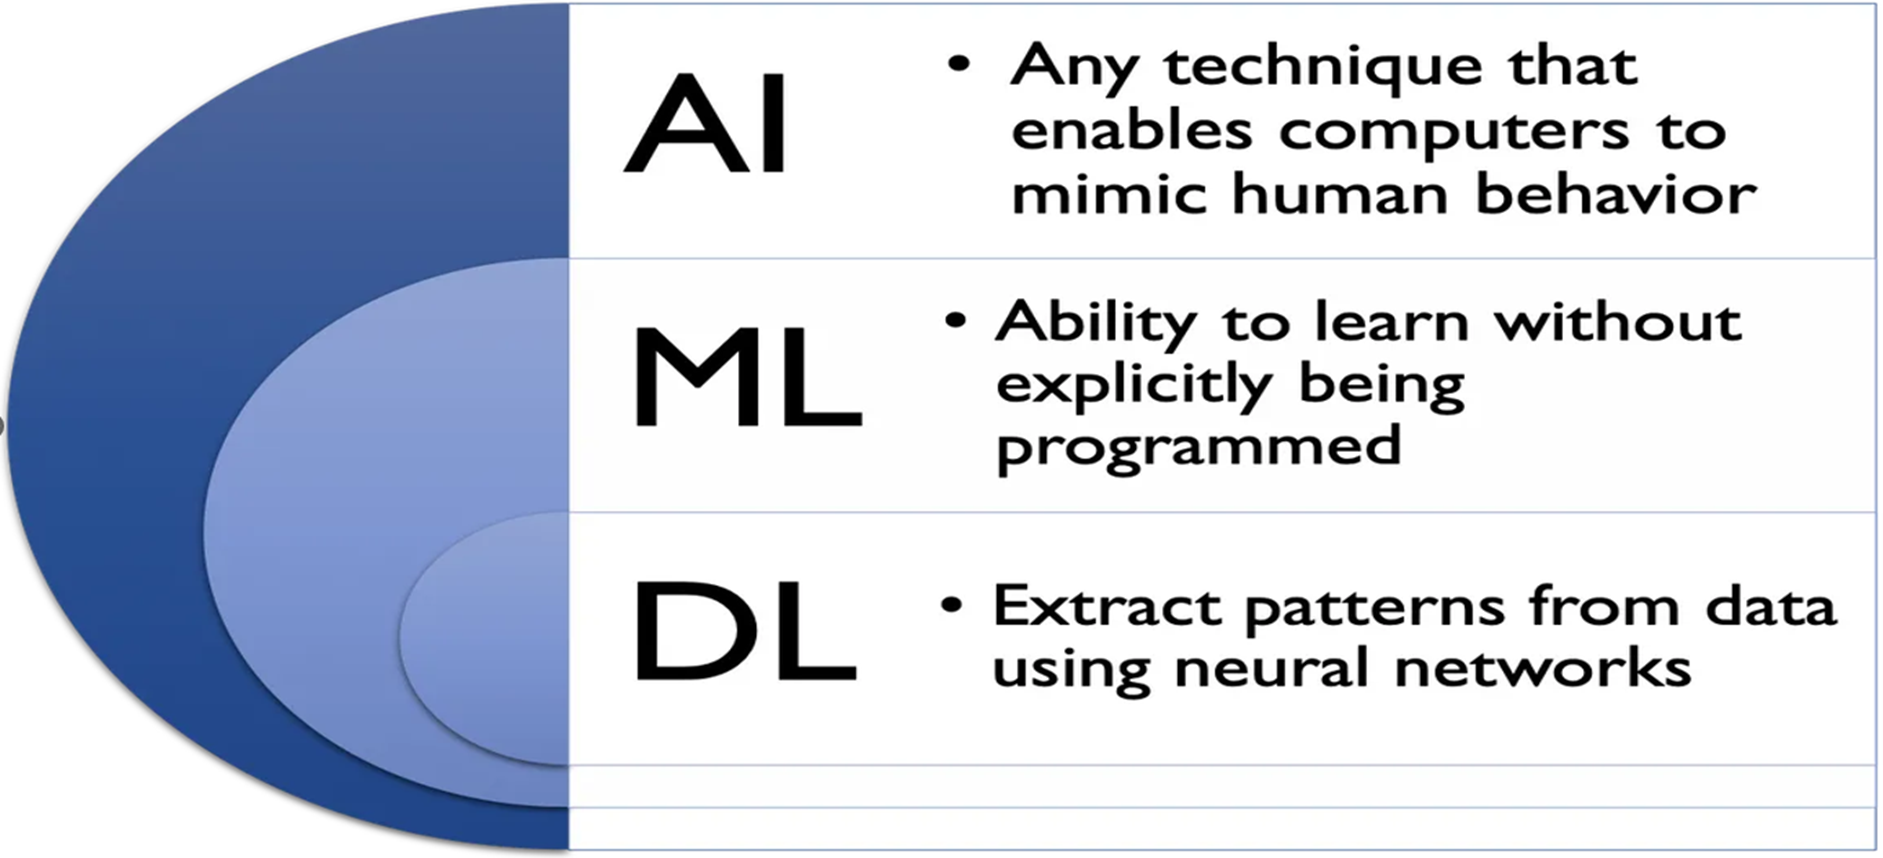 AI
• Any technique that
enables computers to
mimic human behavior
ML
• Ability to learn without
explicitly being
programmed
DL
• Extract patterns from data
using neural networks